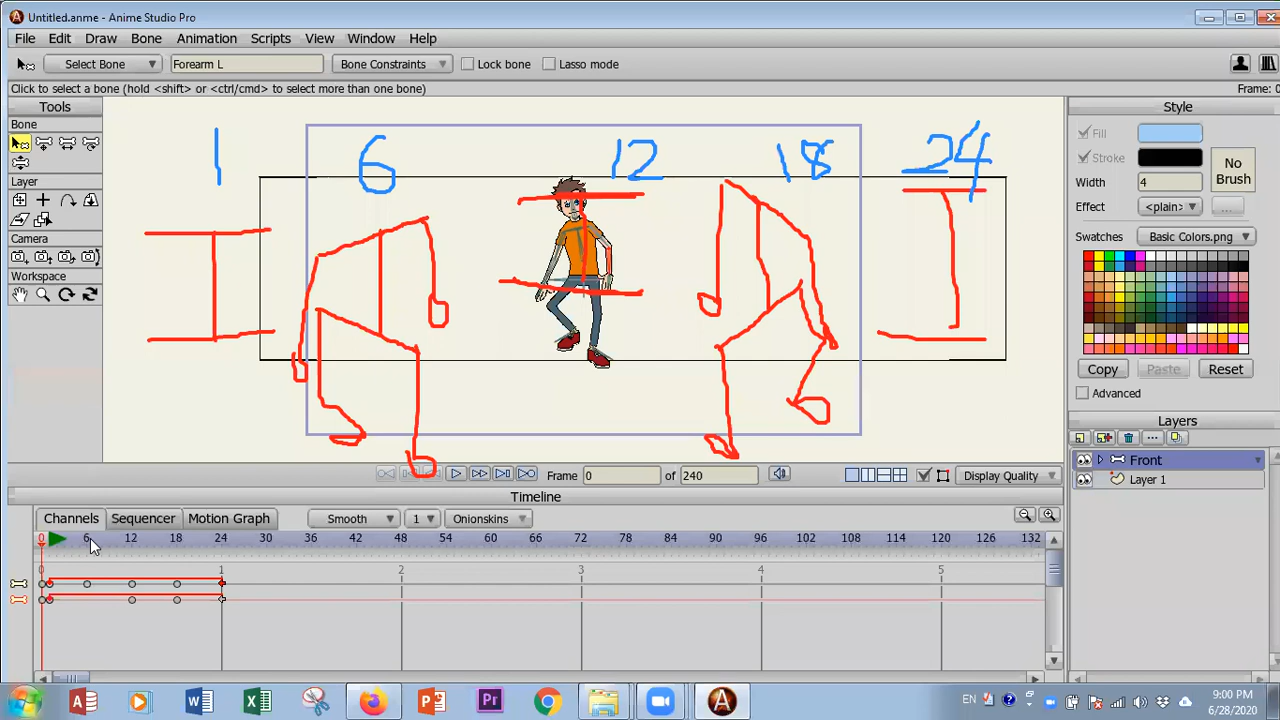 Untitled.anme - Anime Studio Pro
File Edit Draw Bone Animation Scripts View Window Help
Select Bone Forearm L Bone Constraints Lock bone Lasso mode
Click to select a bone (hold <shift> or <ctrl/cmd> to select more than one bone) Frame: 0
Tools
Bone
Layer
Camera
Workspace
1 6 12 18 24
Style
Fill
Stroke
No Brush
Width 4
Effect <plain> ...
Swatches Basic Colors.png
Copy Paste Reset
Advanced
Layers
Front
Layer 1
Frame 0 of 240 Display Quality
Timeline
Channels Sequencer Motion Graph Smooth 1 Onionskins
0 6 12 18 24 30 36 42 48 54 60 66 72 78 84 90 96 102 108 114 120 126 132
0 1 2 3 4 5
EN 9:00 PM
6/28/2020